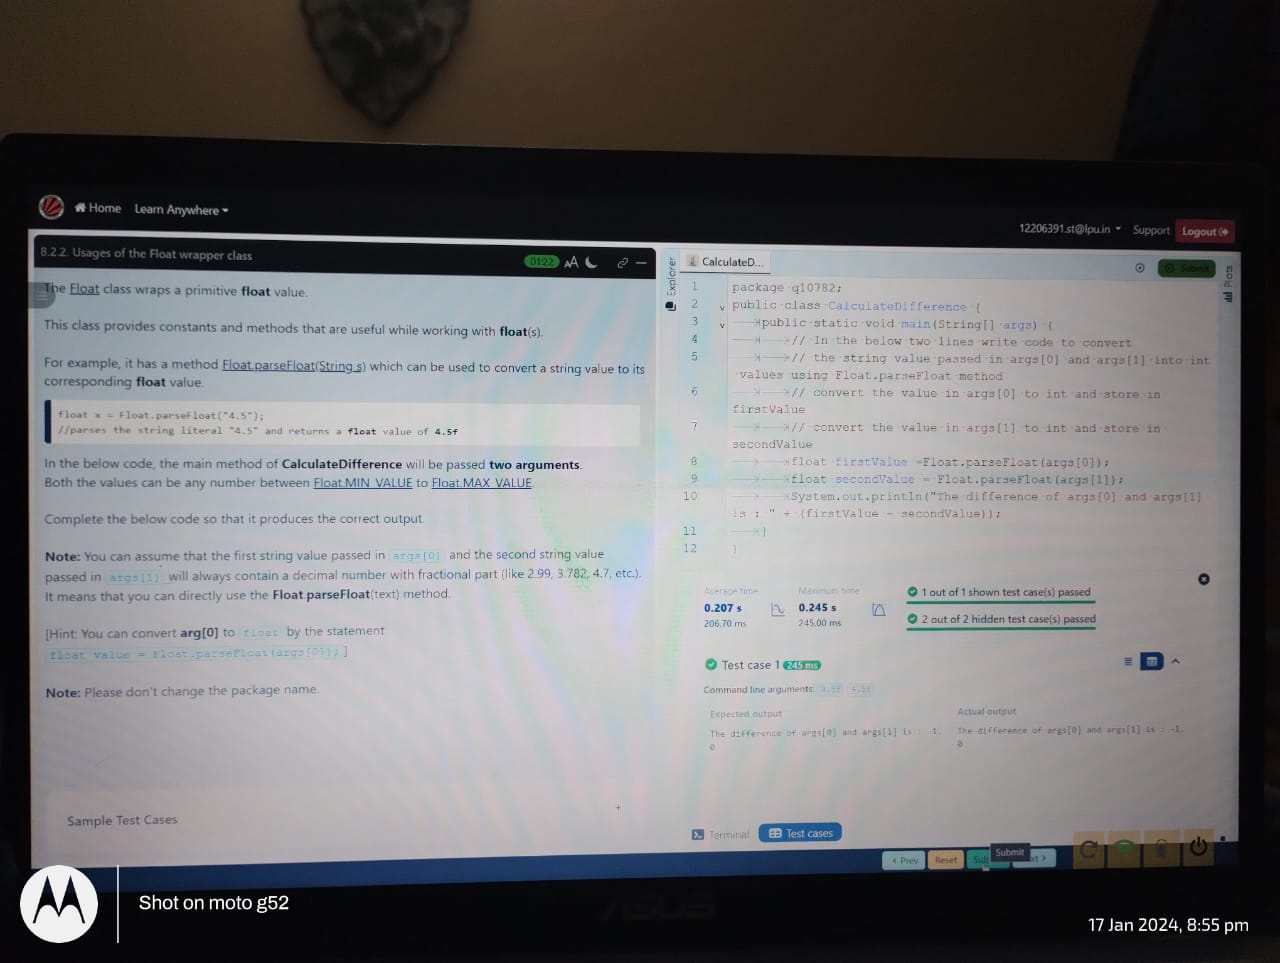 Home Learn Anywhere
12206391.st@lpu.in Support Logout
8.2.2. Usages of the Float wrapper class
01:22 AA
The Float class wraps a primitive float value.
This class provides constants and methods that are useful while working with float(s).
For example, it has a method Float.parseFloat(String s) which can be used to convert a string value to its
corresponding float value.
float x = Float.parseFloat("4.5");
//parses the string literal "4.5" and returns a float value of 4.5f
In the below code, the main method of CalculateDifference will be passed two arguments.
Both the values can be any number between Float.MIN_VALUE to Float.MAX_VALUE.
Complete the below code so that it produces the correct output.
Note: You can assume that the first string value passed in args[0] and the second string value
passed in args[1] will always contain a decimal number with fractional part (like 2.99, 3.782, 4.7, etc.).
It means that you can directly use the Float.parseFloat(text) method.
[Hint: You can convert arg[0] to float by the statement
float value = Float.parseFloat(args[0]); ]
Note: Please don't change the package name.
Sample Test Cases
Explorer
CalculateD...
Submit
1 package q10782;
2 public class CalculateDifference {
3 public static void main(String[] args) {
4 // In the below two lines write code to convert
5 // the string value passed in args[0] and args[1] into int
values using Float.parseFloat method
6 // convert the value in args[0] to int and store in
firstValue
7 // convert the value in args[1] to int and store in
secondValue
8 float firstValue =Float.parseFloat(args[0]);
9 float secondValue = Float.parseFloat(args[1]);
10 System.out.println("The difference of args[0] and args[1]
is : " + (firstValue - secondValue));
11 }
12 }
Average time Maximum time
0.207 s 0.245 s
206.70 ms 245.00 ms
1 out of 1 shown test case(s) passed
2 out of 2 hidden test case(s) passed
Test case 1 245 ms
Command line arguments:
Expected output Actual output
The difference of args[0] and args[1] is : -1. The difference of args[0] and args[1] is : -1.
0 0
Terminal Test cases
< Prev Reset Sub Submit xt >
ASUS
Shot on moto g52
17 Jan 2024, 8:55 pm